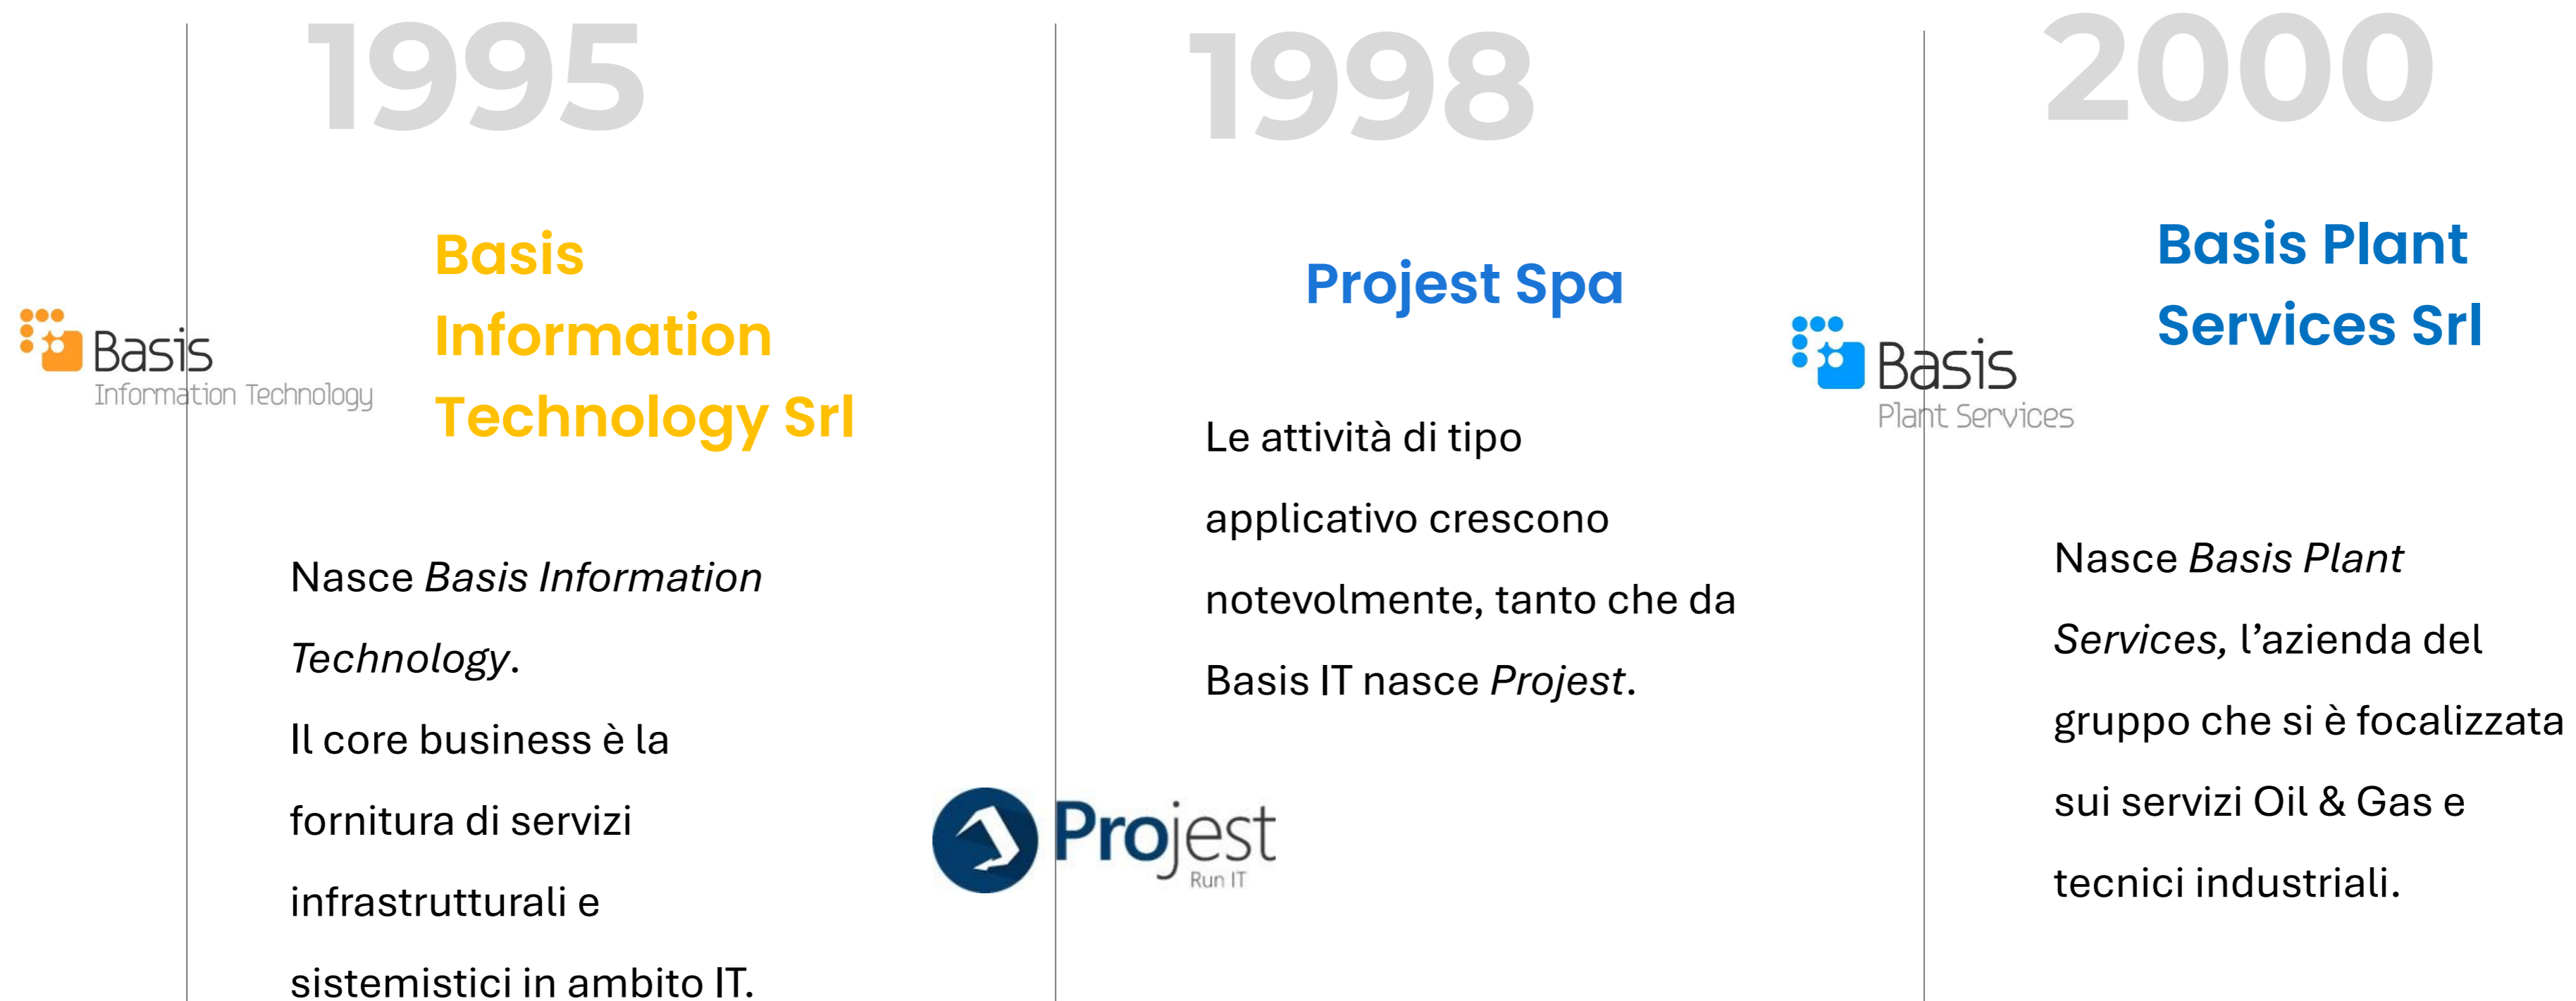 1995
Basis
Information
Technology Srl
Basis
Information Technology
Nasce Basis Information
Technology.
Il core business è la
fornitura di servizi
infrastrutturali e
sistemistici in ambito IT.
1998
Projest Spa
Le attività di tipo
applicativo crescono
notevolmente, tanto che da
Basis IT nasce Projest.
Projest
Run IT
2000
Basis Plant
Services Srl
Basis
Plant Services
Nasce Basis Plant
Services, l’azienda del
gruppo che si è focalizzata
sui servizi Oil & Gas e
tecnici industriali.